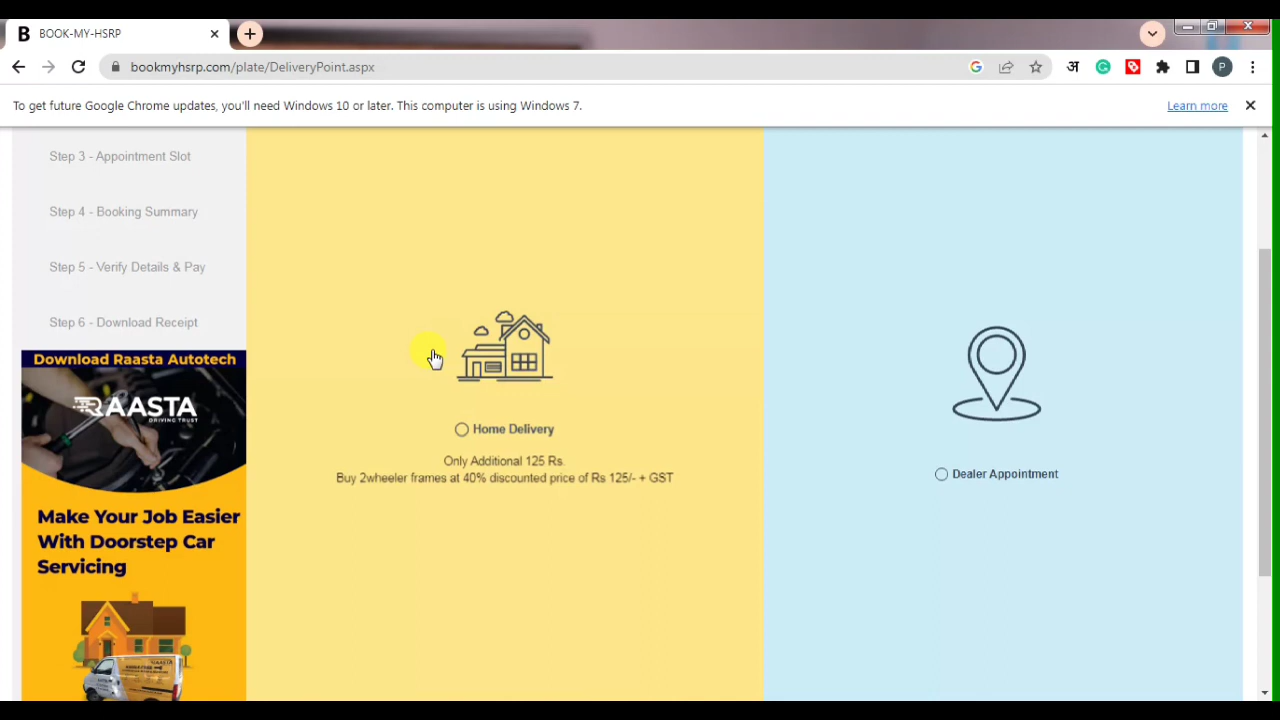 BOOK-MY-HSRP
bookmyhsrp.com/plate/DeliveryPoint.aspx
अ
P
To get future Google Chrome updates, you'll need Windows 10 or later. This computer is using Windows 7.
Learn more
Step 3 - Appointment Slot
Step 4 - Booking Summary
Step 5 - Verify Details & Pay
Step 6 - Download Receipt
Download Raasta Autotech
RAASTA
DRIVING TRUST
Make Your Job Easier
With Doorstep Car
Servicing
RAASTA
Home Delivery
Only Additional 125 Rs.
Buy 2wheeler frames at 40% discounted price of Rs 125/- + GST
Dealer Appointment